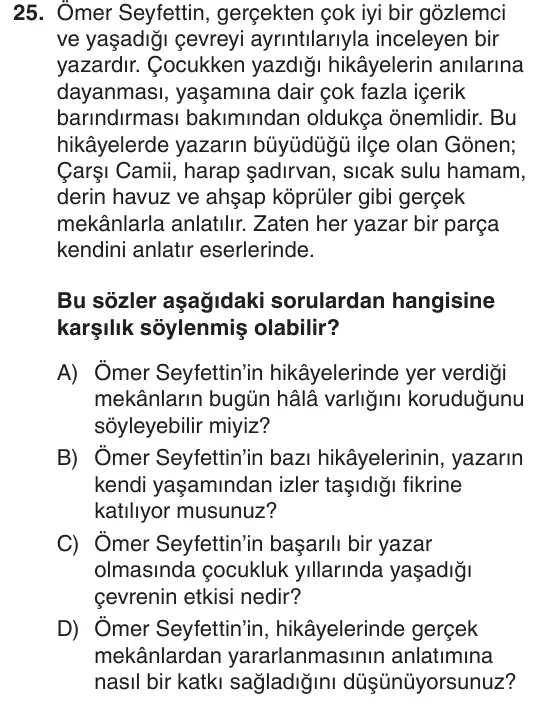 25. Ömer Seyfettin, gerçekten çok iyi bir gözlemci
ve yaşadığı çevreyi ayrıntılarıyla inceleyen bir
yazardır. Çocukken yazdığı hikâyelerin anılarına
dayanması, yaşamına dair çok fazla içerik
barındırması bakımından oldukça önemlidir. Bu
hikâyelerde yazarın büyüdüğü ilçe olan Gönen;
Çarşı Camii, harap şadırvan, sıcak sulu hamam,
derin havuz ve ahşap köprüler gibi gerçek
mekânlarla anlatılır. Zaten her yazar bir parça
kendini anlatır eserlerinde.
Bu sözler aşağıdaki sorulardan hangisine
karşılık söylenmiş olabilir?
A) Ömer Seyfettin'in hikâyelerinde yer verdiği
mekânların bugün hâlâ varlığını koruduğunu
söyleyebilir miyiz?
B) Ömer Seyfettin'in bazı hikâyelerinin, yazarın
kendi yaşamından izler taşıdığı fikrine
katılıyor musunuz?
C) Ömer Seyfettin'in başarılı bir yazar
olmasında çocukluk yıllarında yaşadığı
çevrenin etkisi nedir?
D) Ömer Seyfettin'in, hikâyelerinde gerçek
mekânlardan yararlanmasının anlatımına
nasıl bir katkı sağladığını düşünüyorsunuz?